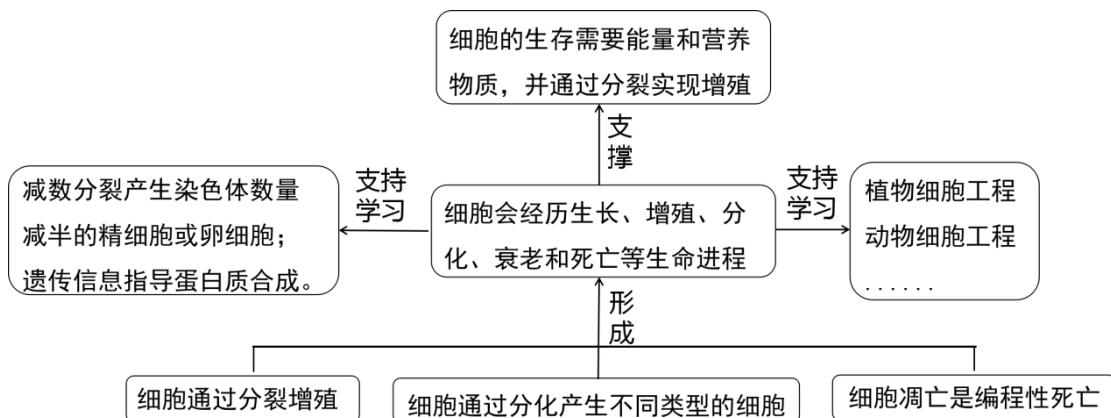 细胞的生存需要能量和营养
物质，并通过分裂实现增殖
支
撑
减数分裂产生染色体数量
减半的精细胞或卵细胞；
遗传信息指导蛋白质合成。
支持
学习
细胞会经历生长、增殖、分
化、衰老和死亡等生命进程
支持
学习
植物细胞工程
动物细胞工程
......
形
成
细胞通过分裂增殖
细胞通过分化产生不同类型的细胞
细胞凋亡是编程性死亡